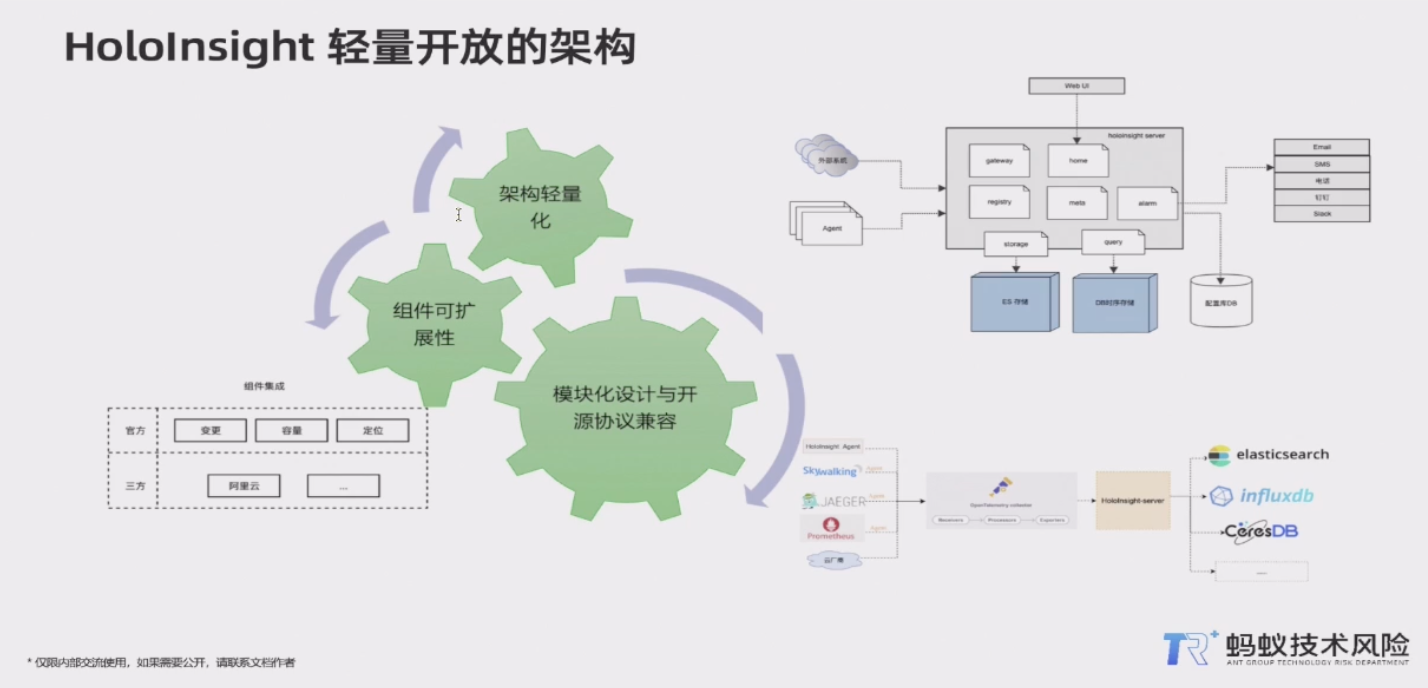 HoloInsight 轻量开放的架构
架构轻量
化
组件可扩
展性
模块化设计与开
源协议兼容
组件集成
官方
变更
容量
定位
三方
阿里云
...
Web UI
holoinsight server
外部系统
Agent
gateway
home
registry
meta
alarm
storage
query
ES 存储
DB时序存储
配置库DB
Email
SMS
电话
钉钉
Slack
HoloInsight Agent
Skywalking
Agent
JAEGER
Agent
Prometheus
Agent
云厂商
OpenTelemetry collector
Receivers
Processors
Exporters
HoloInsight-server
elasticsearch
influxdb
CeresDB
......
* 仅限内部交流使用，如果需要公开，请联系文档作者
TR+
蚂蚁技术风险
ANT GROUP TECHNOLOGY RISK DEPARTMENT